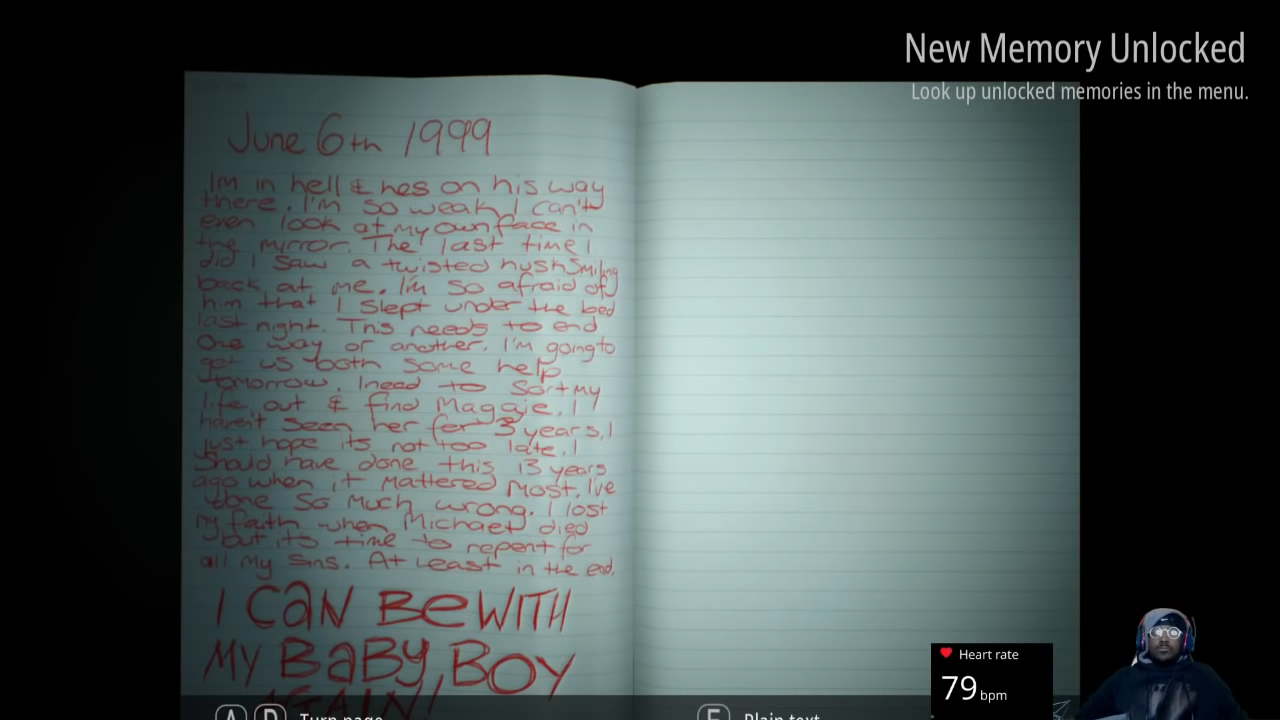 New Memory Unlocked
Look up unlocked memories in the menu.
June 6th 1999
I'm in hell & hes on his way
there. I'm so weak I can't
even look at my own face in
the mirror. The last time I
did I saw a twisted husk smiling
back at me. I'm so afraid of
him that I slept under the bed
last night. This needs to end
One way or another. I'm going to
get us both some help
tomorrow. I need to sort my
life out & find Maggie. I
haven't seen her for 3 years. I
just hope its not too late. I
should have done this 13 years
ago when it mattered most. I've
done so much wrong. I lost
my faith when Michael died
but its time to repent for
all my sins. At least in the end.
I CAN BE WITH
MY BABY BOY
AGAIN!
A D Turn page
E Plain text
Heart rate
79 bpm